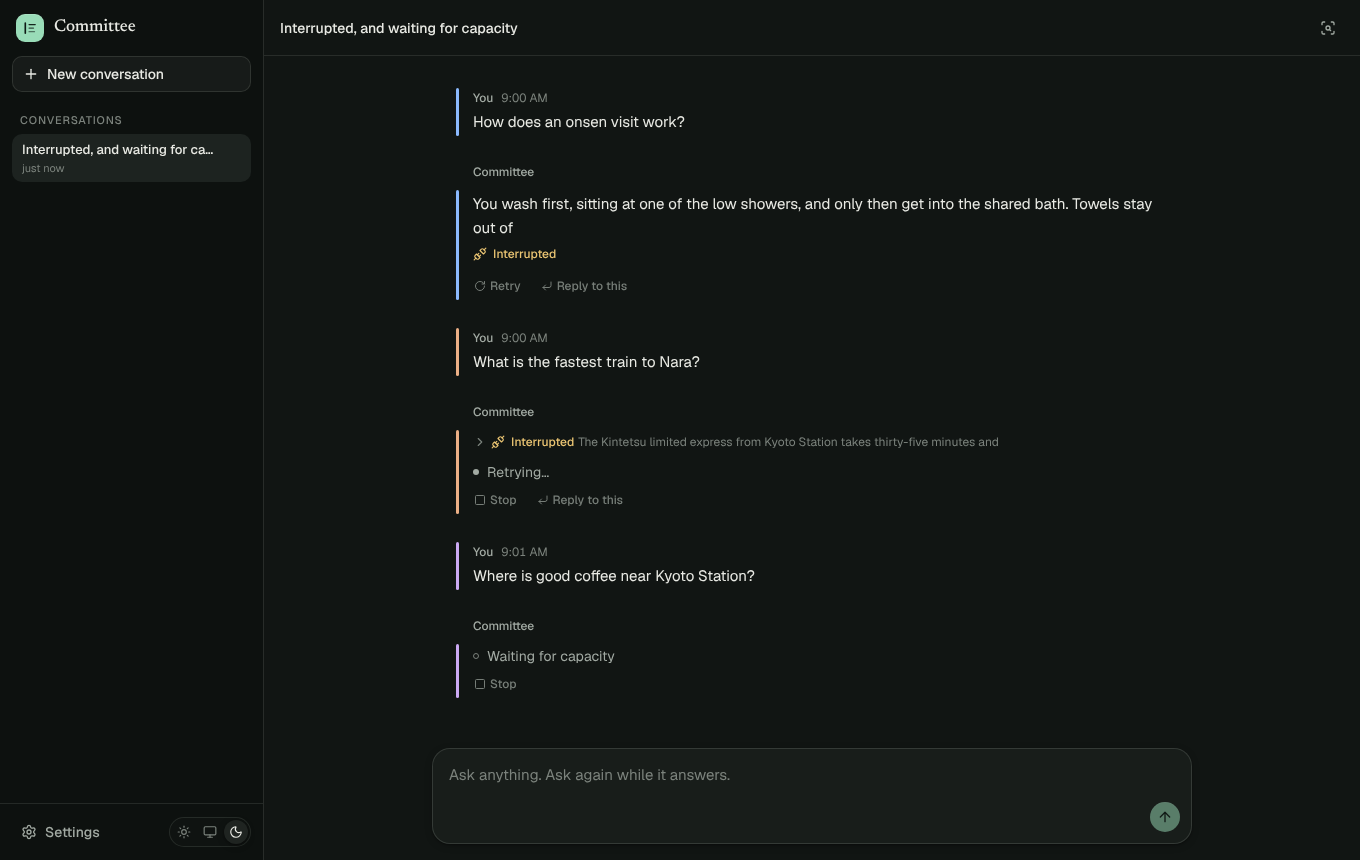 Committee
New conversation
CONVERSATIONS
Interrupted, and waiting for ca...
just now
Settings
Interrupted, and waiting for capacity
You 9:00 AM
How does an onsen visit work?
Committee
You wash first, sitting at one of the low showers, and only then get into the shared bath. Towels stay
out of
Interrupted
Retry Reply to this
You 9:00 AM
What is the fastest train to Nara?
Committee
Interrupted The Kintetsu limited express from Kyoto Station takes thirty-five minutes and
Retrying...
Stop Reply to this
You 9:01 AM
Where is good coffee near Kyoto Station?
Committee
Waiting for capacity
Stop
Ask anything. Ask again while it answers.